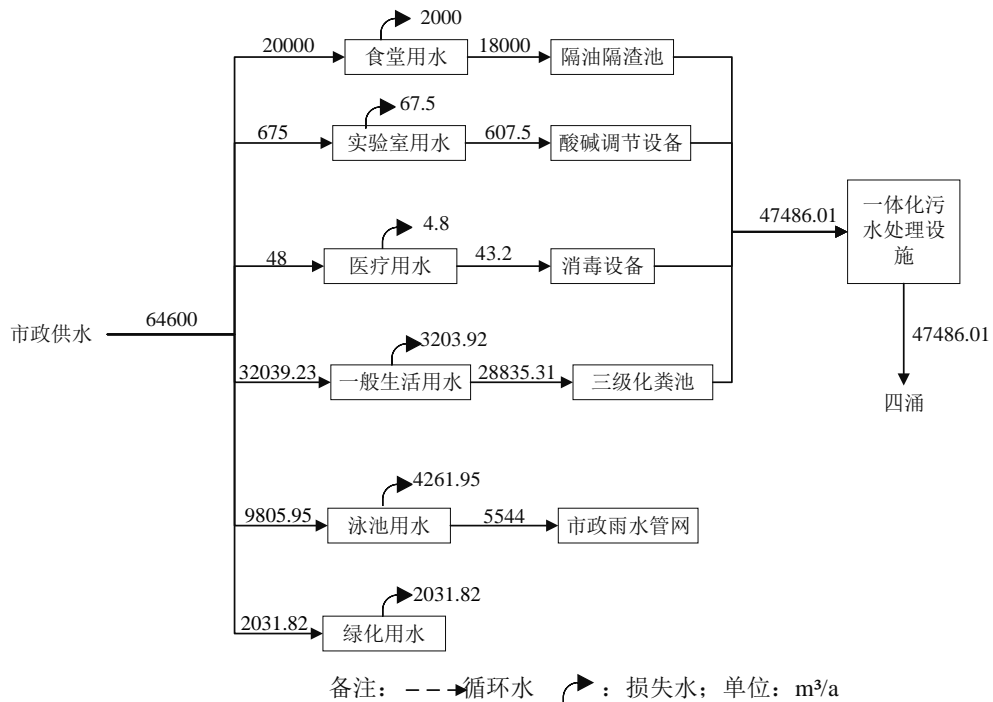 2000
20000
食堂用水
18000
隔油隔渣池
67.5
675
实验室用水
607.5
酸碱调节设备
47486.01
一体化污
水处理设
施
4.8
48
医疗用水
43.2
消毒设备
市政供水
64600
47486.01
3203.92
32039.23
一般生活用水
28835.31
三级化粪池
四涌
4261.95
9805.95
泳池用水
5544
市政雨水管网
2031.82
2031.82
绿化用水
备注：循环水 ：损失水；单位：m³/a